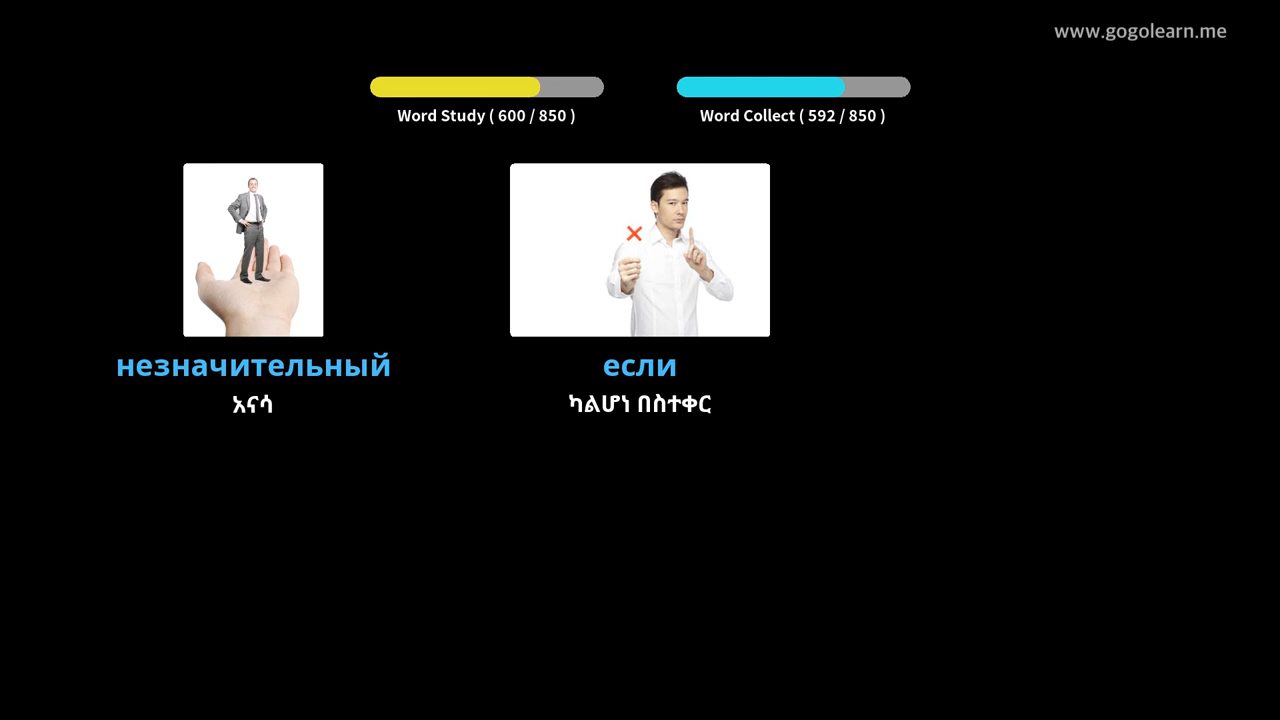 www.gogolearn.me
Word Study ( 600 / 850 )
Word Collect ( 592 / 850 )
незначительный
አናሳ
если
ካልሆነ በስተቀር